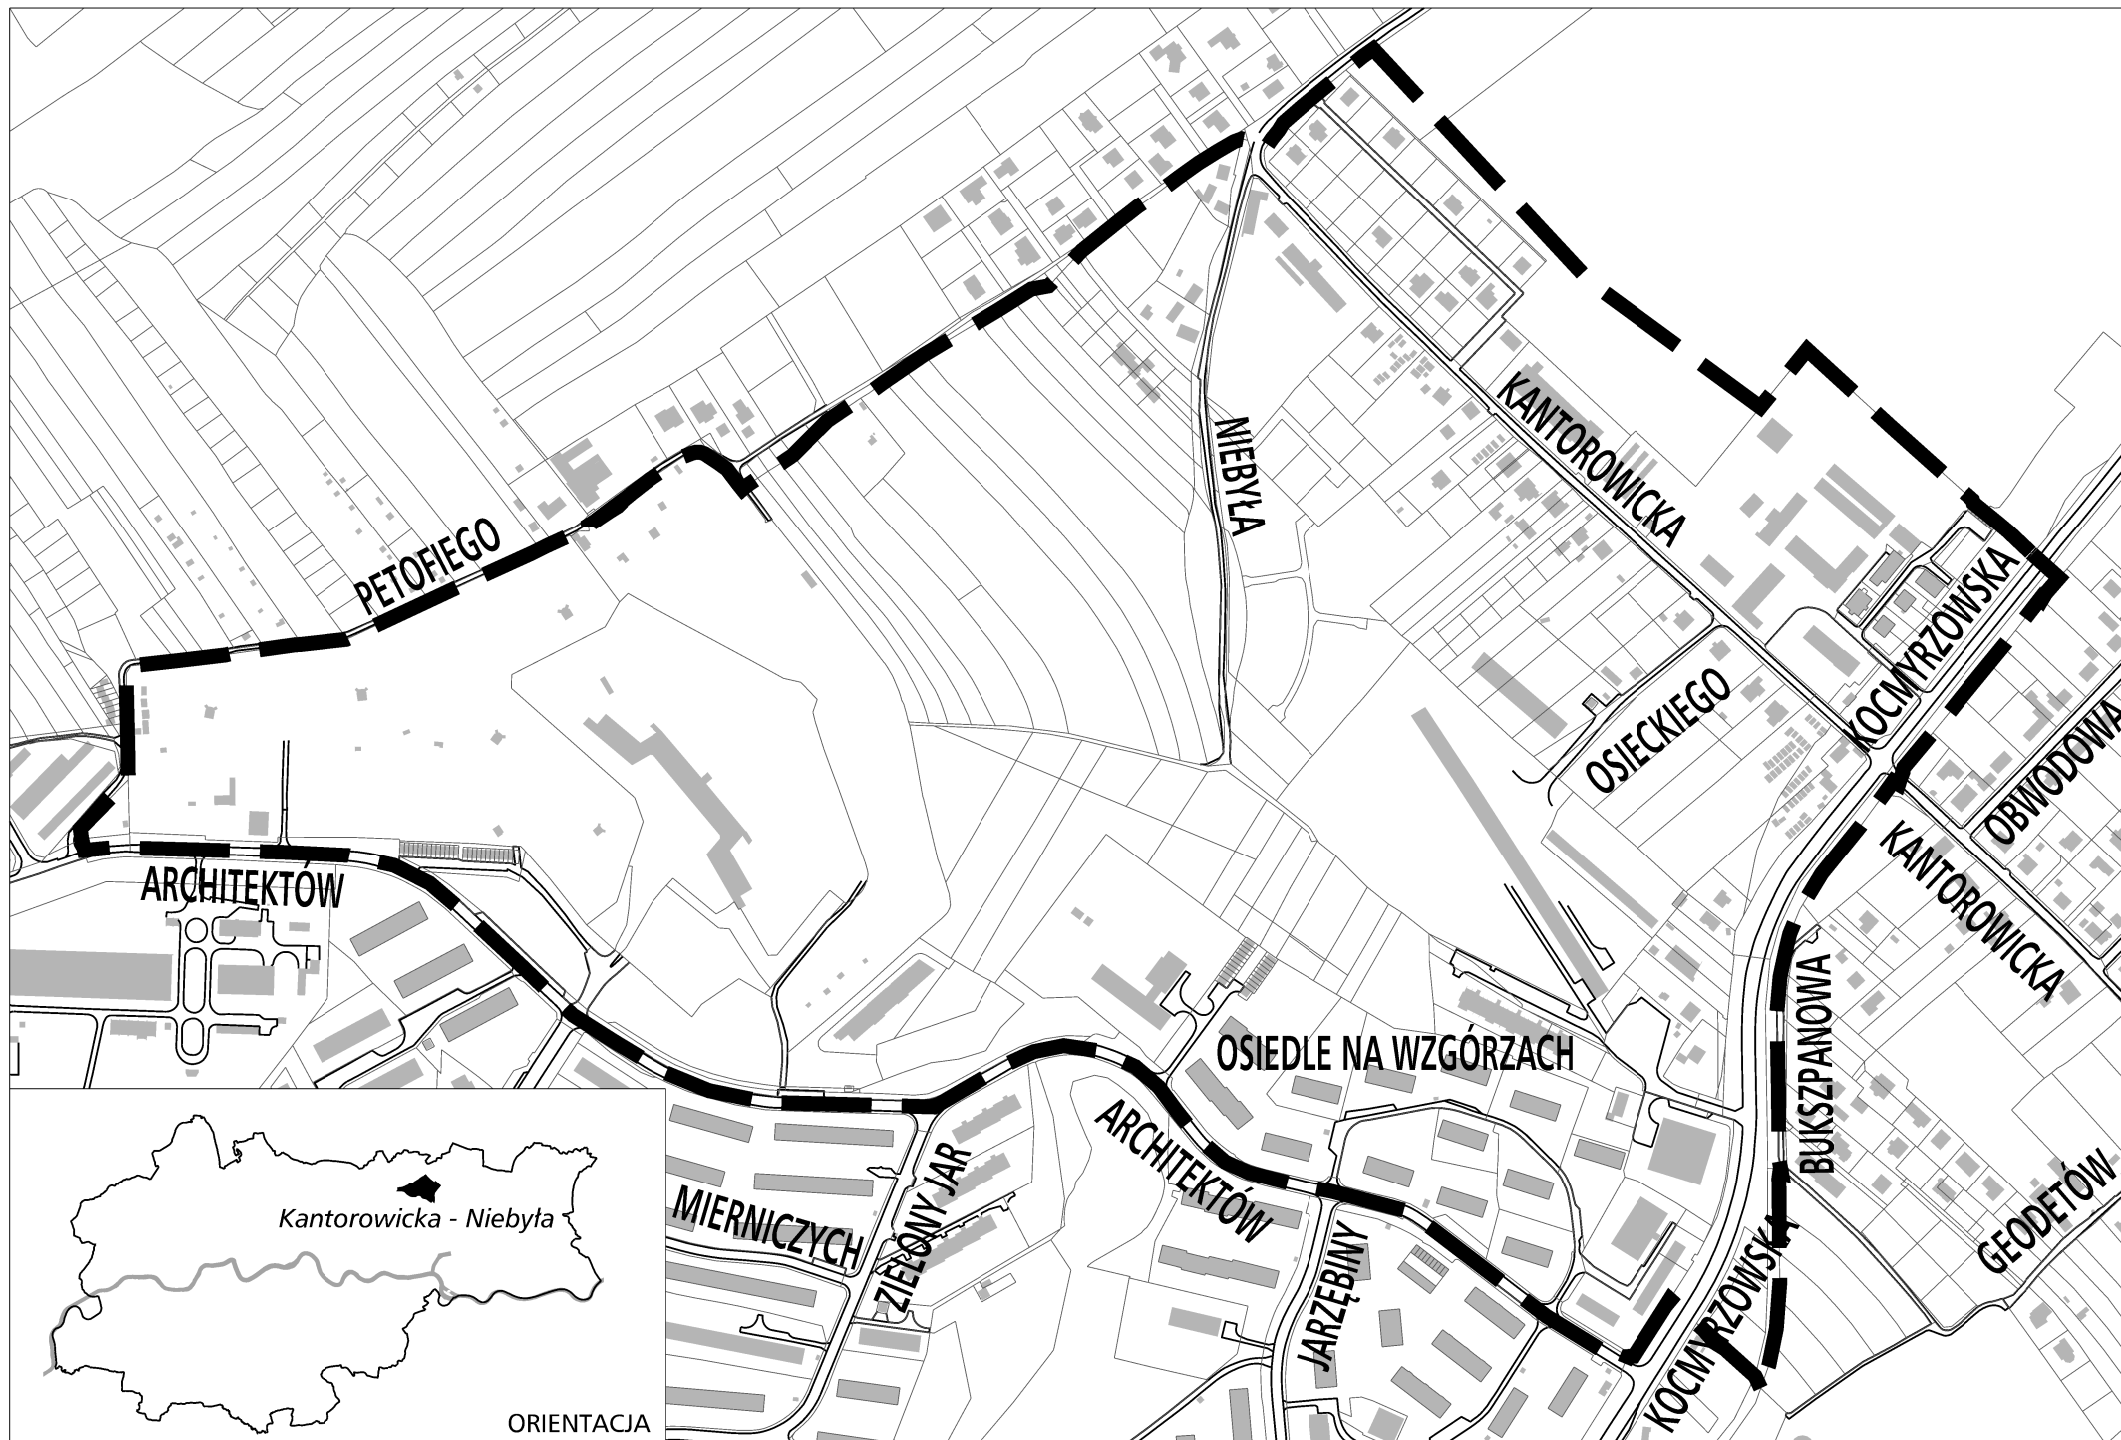 KANTOROWICKA
NIEBYŁA
PETOFIEGO
KOCMYRZOWSKA
OSIECKIEGO
OBWODOWA
KANTOROWICKA
ARCHITEKTÓW
BUKSZPANOWA
OSIEDLE NA WZGÓRZACH
ARCHITEKTÓW
MIERNICZYCH
ZIELONY JAR
JARZĘBINY
KOCMYRZOWSKA
GEODETÓW
Kantorowicka - Niebyła
ORIENTACJA